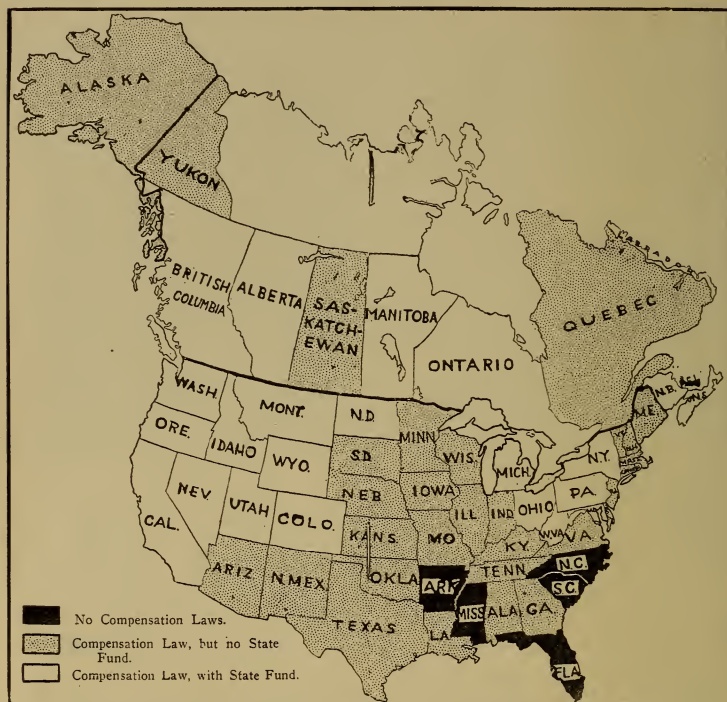 ALASKA
YUKON
BRITISH
COLUMBIA
ALBERTA
SAS-
KATCH-
EWAN
MANITOBA
ONTARIO
QUEBEC
LABRADOR
N.B.
WASH
MONT.
N.D.
MINN
ME.
ORE.
IDAHO
WYO.
S.D.
WIS.
MICH.
N.Y.
VT.
MASS
NEV.
UTAH
COLO.
NEB
IOWA
ILL
IND
OHIO
PA.
CAL.
KANS.
MO
KY.
W.VA
VA.
ARIZ
N.MEX
OKLA
ARK
TENN
N.C.
S.C.
TEXAS
LA
MISS
ALA
GA.
FLA
No Compensation Laws.
Compensation Law, but no State
Fund.
Compensation Law, with State Fund.